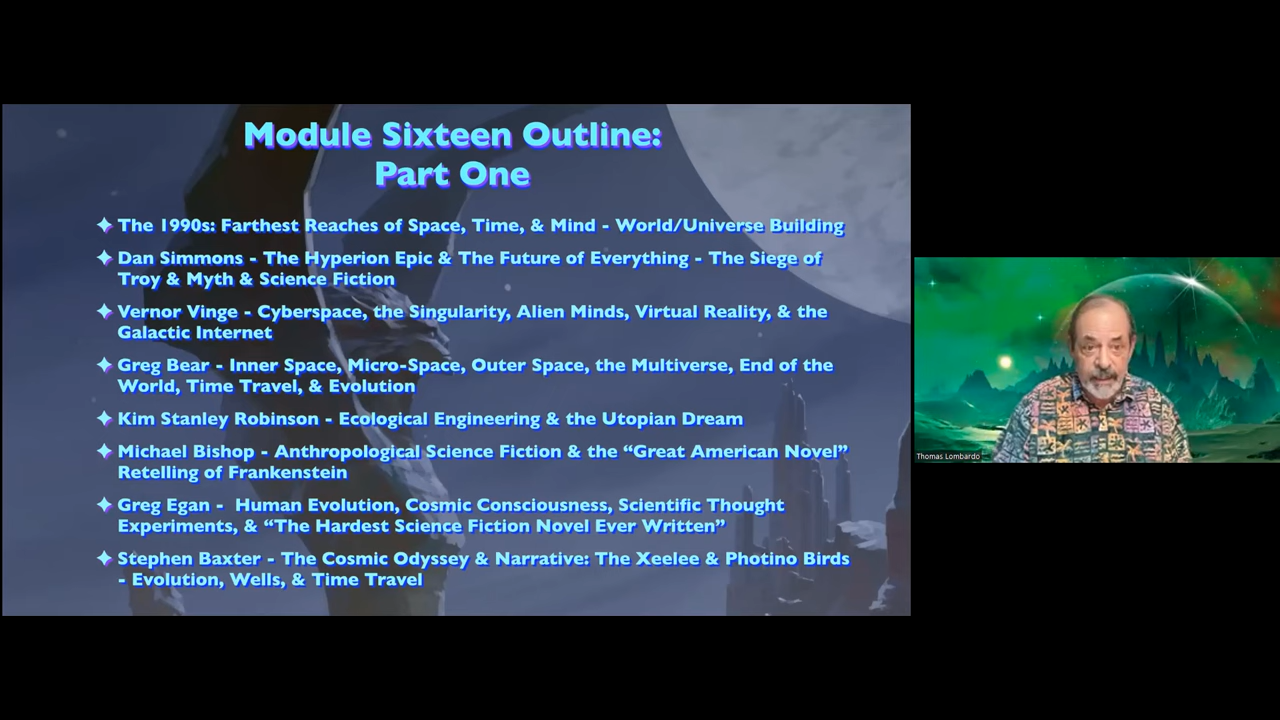 Module Sixteen Outline:
Part One
✦ The 1990s: Farthest Reaches of Space, Time, & Mind - World/Universe Building
✦ Dan Simmons - The Hyperion Epic & The Future of Everything - The Siege of
Troy & Myth & Science Fiction
✦ Vernor Vinge - Cyberspace, the Singularity, Alien Minds, Virtual Reality, & the
Galactic Internet
✦ Greg Bear - Inner Space, Micro-Space, Outer Space, the Multiverse, End of the
World, Time Travel, & Evolution
✦ Kim Stanley Robinson - Ecological Engineering & the Utopian Dream
✦ Michael Bishop - Anthropological Science Fiction & the “Great American Novel”
Retelling of Frankenstein
✦ Greg Egan - Human Evolution, Cosmic Consciousness, Scientific Thought
Experiments, & “The Hardest Science Fiction Novel Ever Written”
✦ Stephen Baxter - The Cosmic Odyssey & Narrative: The Xeelee & Photino Birds
- Evolution, Wells, & Time Travel
Thomas Lombardo